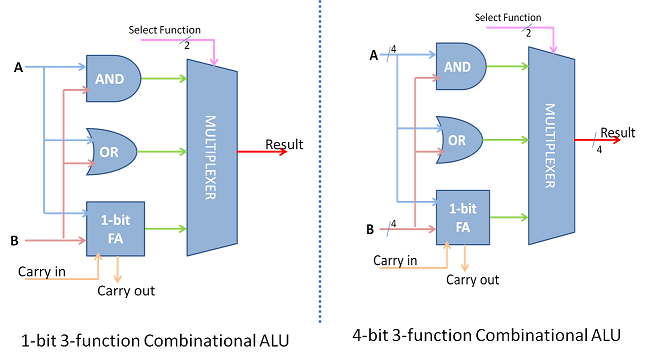 Select Function
2
A
AND
OR
MULTIPLEXER
Result
1-bit
FA
B
Carry in
Carry out
1-bit 3-function Combinational ALU
Select Function
2
A
4
AND
OR
MULTIPLEXER
Result
4
1-bit
FA
B
4
Carry in
Carry out
4-bit 3-function Combinational ALU